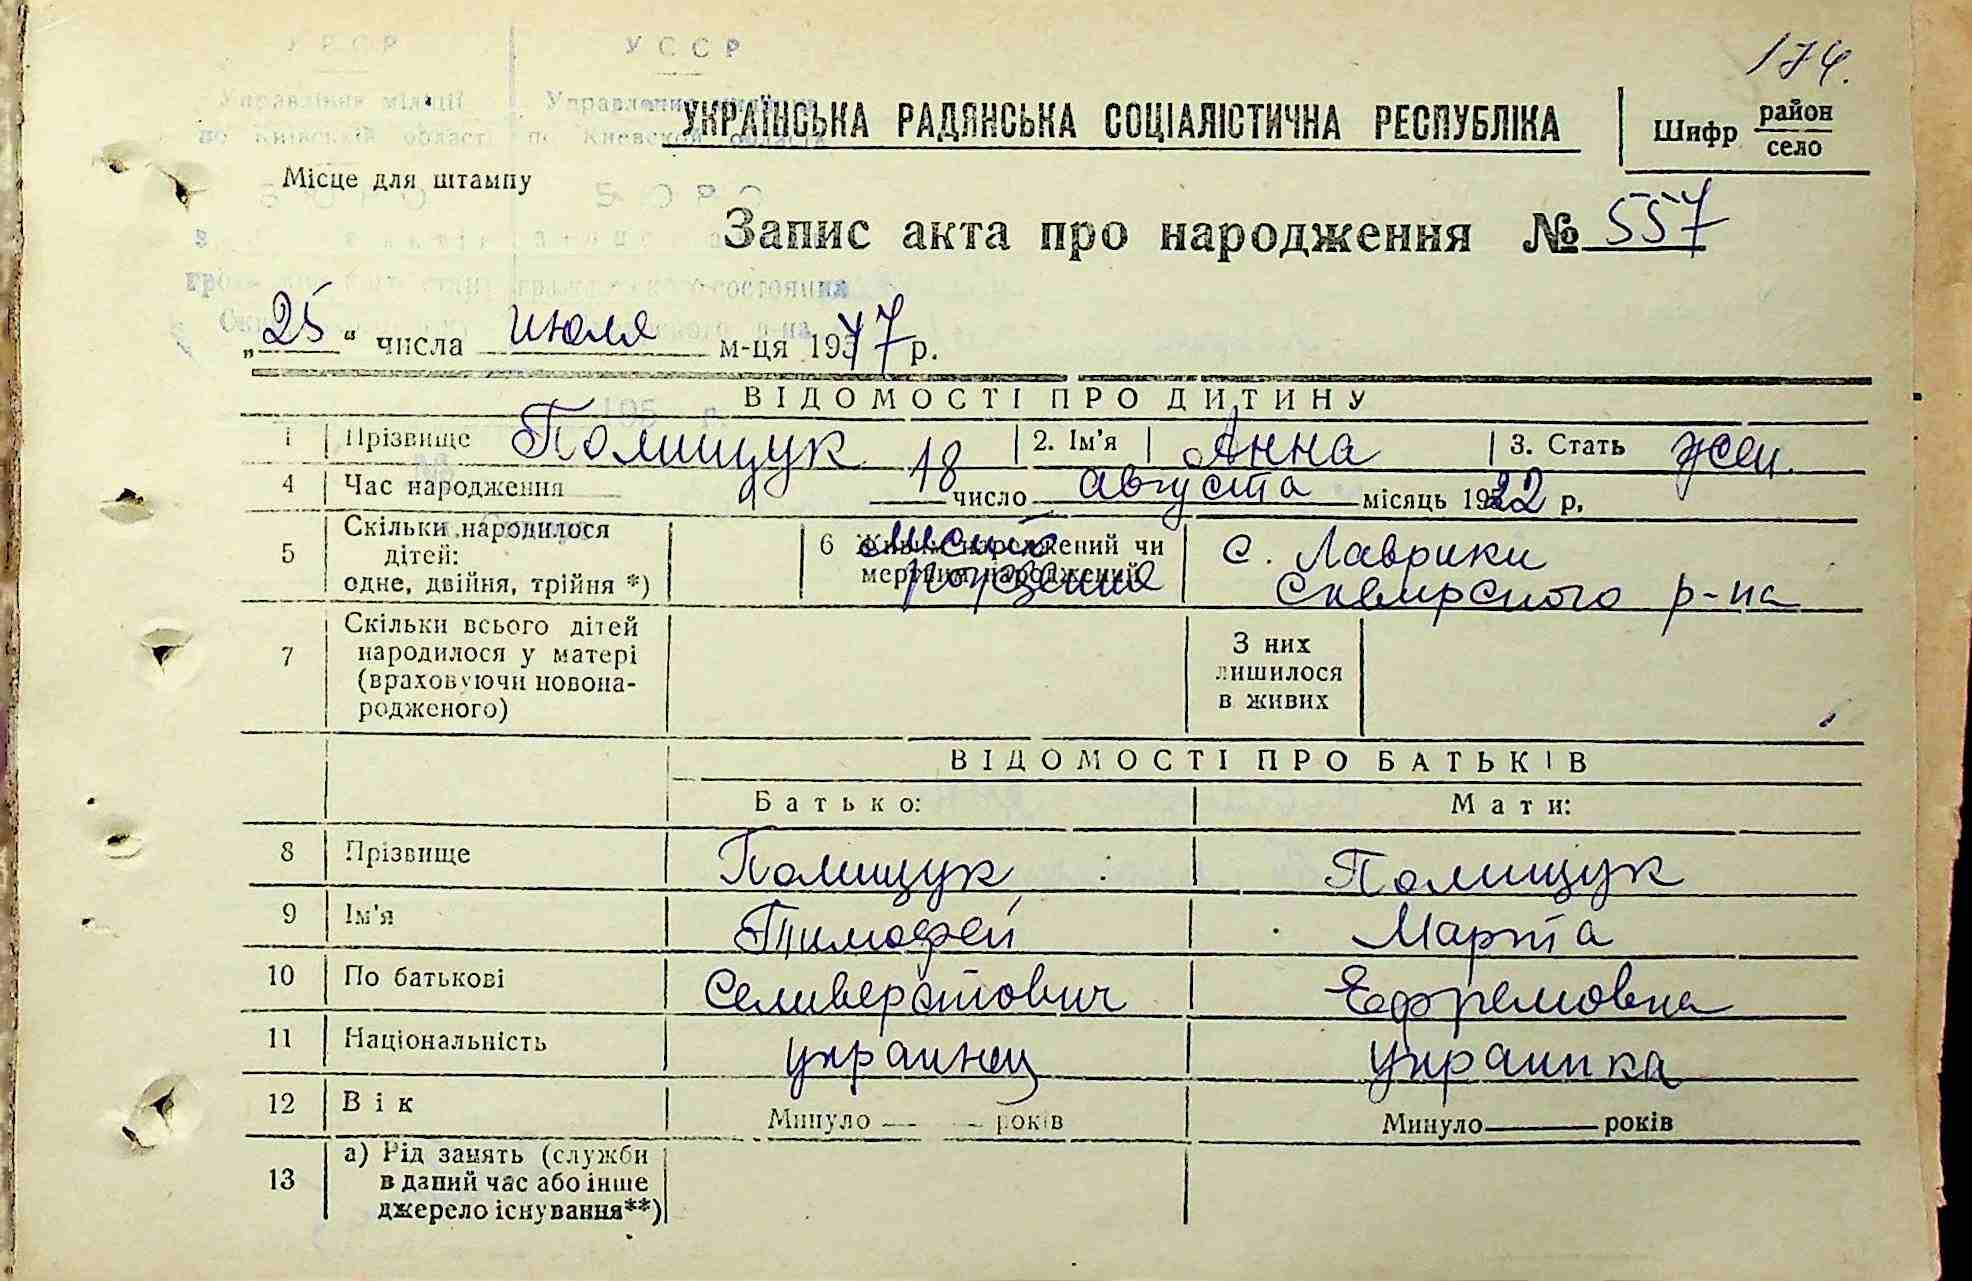 174.
УРСР УССР
Управління міліції Управление
по Київській області по Киевской области
УКРАЇНСЬКА РАДЯНСЬКА СОЦІАЛІСТИЧНА РЕСПУБЛІКА
Шифр район
село
Місце для штампу
Запис акта про народження № 557
„25“ числа июля м-ця 1977 р.
ВІДОМОСТІ ПРО ДИТИНУ
1 Прізвище Полищук 2. Ім'я Анна 3. Стать жен.
4 Час народження 18 число августа місяць 1922 р.
5 Скільки народилося дітей: одне, двійня, трійня *)
6 Живим народжений чи мертвим народжений
место рождения
с. Лаврики
Сквирского р-на
7 Скільки всього дітей народилося у матері (враховуючи новонародженого)
З них лишилося в живих
ВІДОМОСТІ ПРО БАТЬКІВ
Батько: Мати:
8 Прізвище Полищук Полищук
9 Ім'я Тимофей Марта
10 По батькові Селиверстович Ефремовна
11 Національність украинец украинка
12 Вік Минуло — років Минуло — років
13 а) Рід занять (служби в даний час або інше джерело існування**)